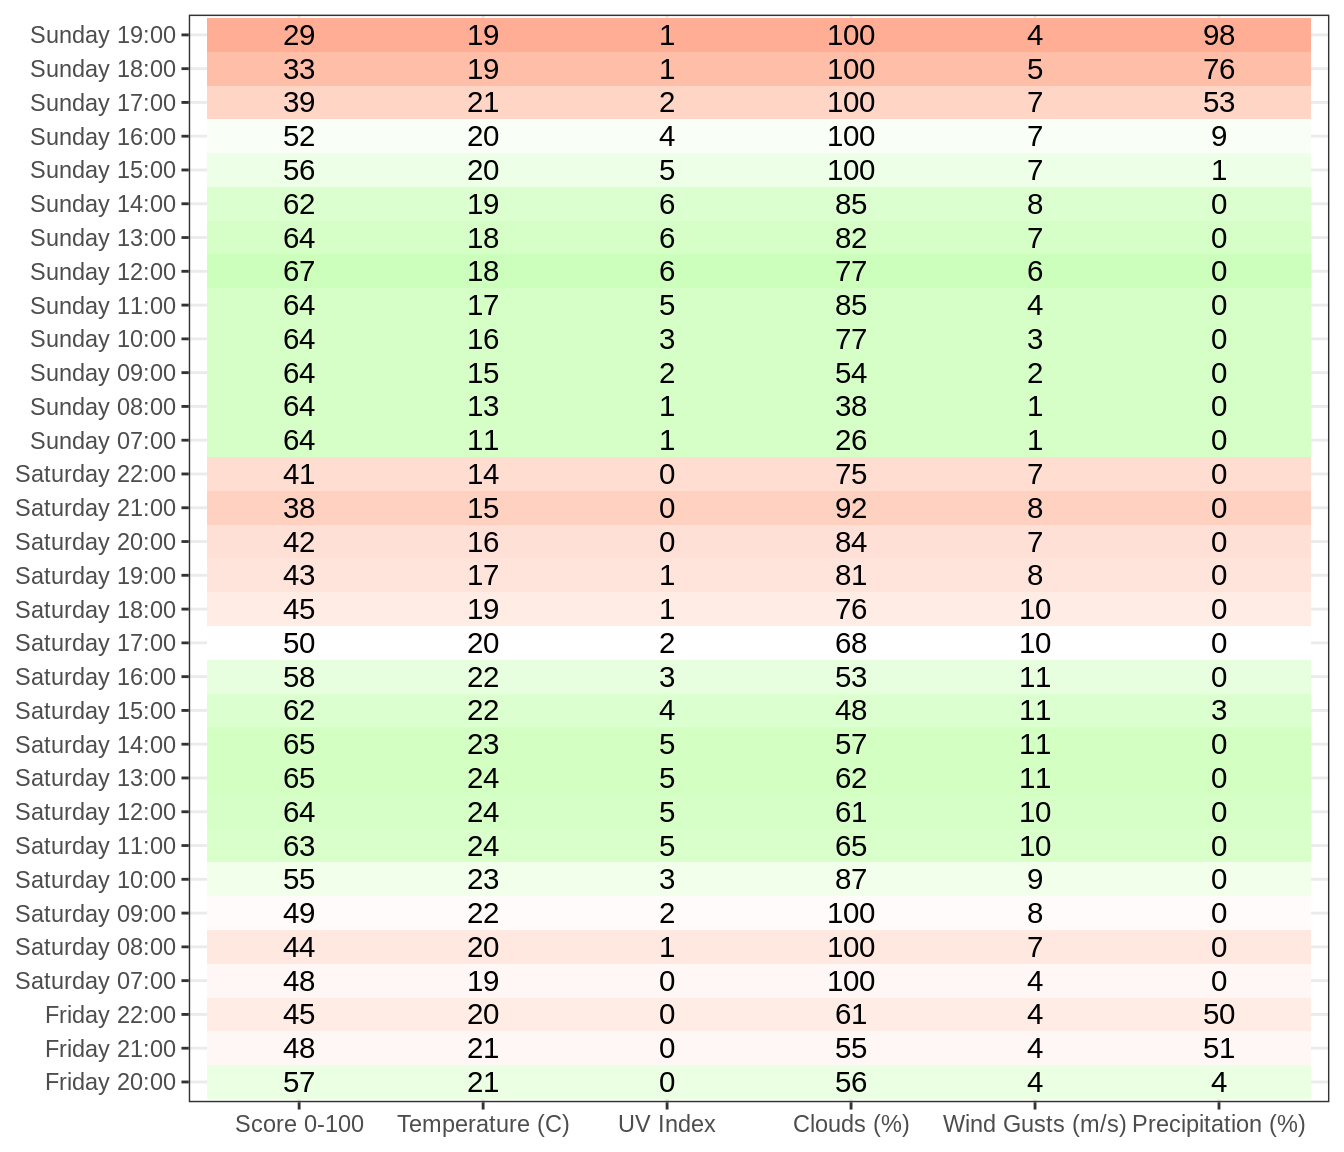 Sunday 19:00 29 19 1 100 4 98
Sunday 18:00 33 19 1 100 5 76
Sunday 17:00 39 21 2 100 7 53
Sunday 16:00 52 20 4 100 7 9
Sunday 15:00 56 20 5 100 7 1
Sunday 14:00 62 19 6 85 8 0
Sunday 13:00 64 18 6 82 7 0
Sunday 12:00 67 18 6 77 6 0
Sunday 11:00 64 17 5 85 4 0
Sunday 10:00 64 16 3 77 3 0
Sunday 09:00 64 15 2 54 2 0
Sunday 08:00 64 13 1 38 1 0
Sunday 07:00 64 11 1 26 1 0
Saturday 22:00 41 14 0 75 7 0
Saturday 21:00 38 15 0 92 8 0
Saturday 20:00 42 16 0 84 7 0
Saturday 19:00 43 17 1 81 8 0
Saturday 18:00 45 19 1 76 10 0
Saturday 17:00 50 20 2 68 10 0
Saturday 16:00 58 22 3 53 11 0
Saturday 15:00 62 22 4 48 11 3
Saturday 14:00 65 23 5 57 11 0
Saturday 13:00 65 24 5 62 11 0
Saturday 12:00 64 24 5 61 10 0
Saturday 11:00 63 24 5 65 10 0
Saturday 10:00 55 23 3 87 9 0
Saturday 09:00 49 22 2 100 8 0
Saturday 08:00 44 20 1 100 7 0
Saturday 07:00 48 19 0 100 4 0
Friday 22:00 45 20 0 61 4 50
Friday 21:00 48 21 0 55 4 51
Friday 20:00 57 21 0 56 4 4
Score 0-100 Temperature (C) UV Index Clouds (%) Wind Gusts (m/s) Precipitation (%)